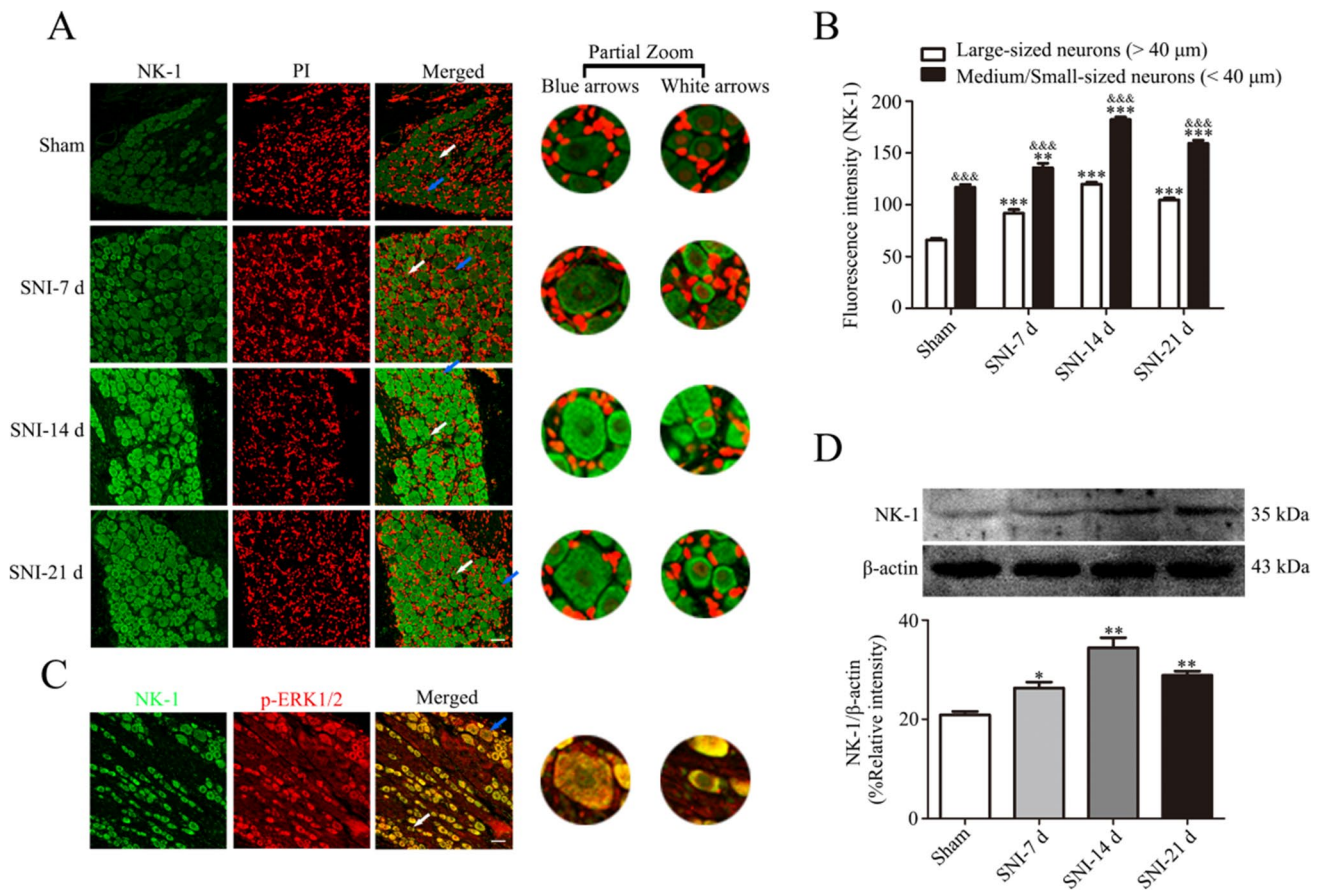 A
NK-1 PI Merged
Partial Zoom
Blue arrows White arrows
Sham
SNI-7 d
SNI-14 d
SNI-21 d
B
Large-sized neurons (> 40 μm)
Medium/Small-sized neurons (< 40 μm)
Fluorescence intensity (NK-1)
200
150
100
50
0
&&&
***
&&&
**
***
&&&
***
***
&&&
***
Sham
SNI-7 d
SNI-14 d
SNI-21 d
C
NK-1 p-ERK1/2 Merged
D
NK-1 35 kDa
β-actin 43 kDa
NK-1/β-actin
(%Relative intensity)
40
20
0
*
**
**
Sham
SNI-7 d
SNI-14 d
SNI-21 d